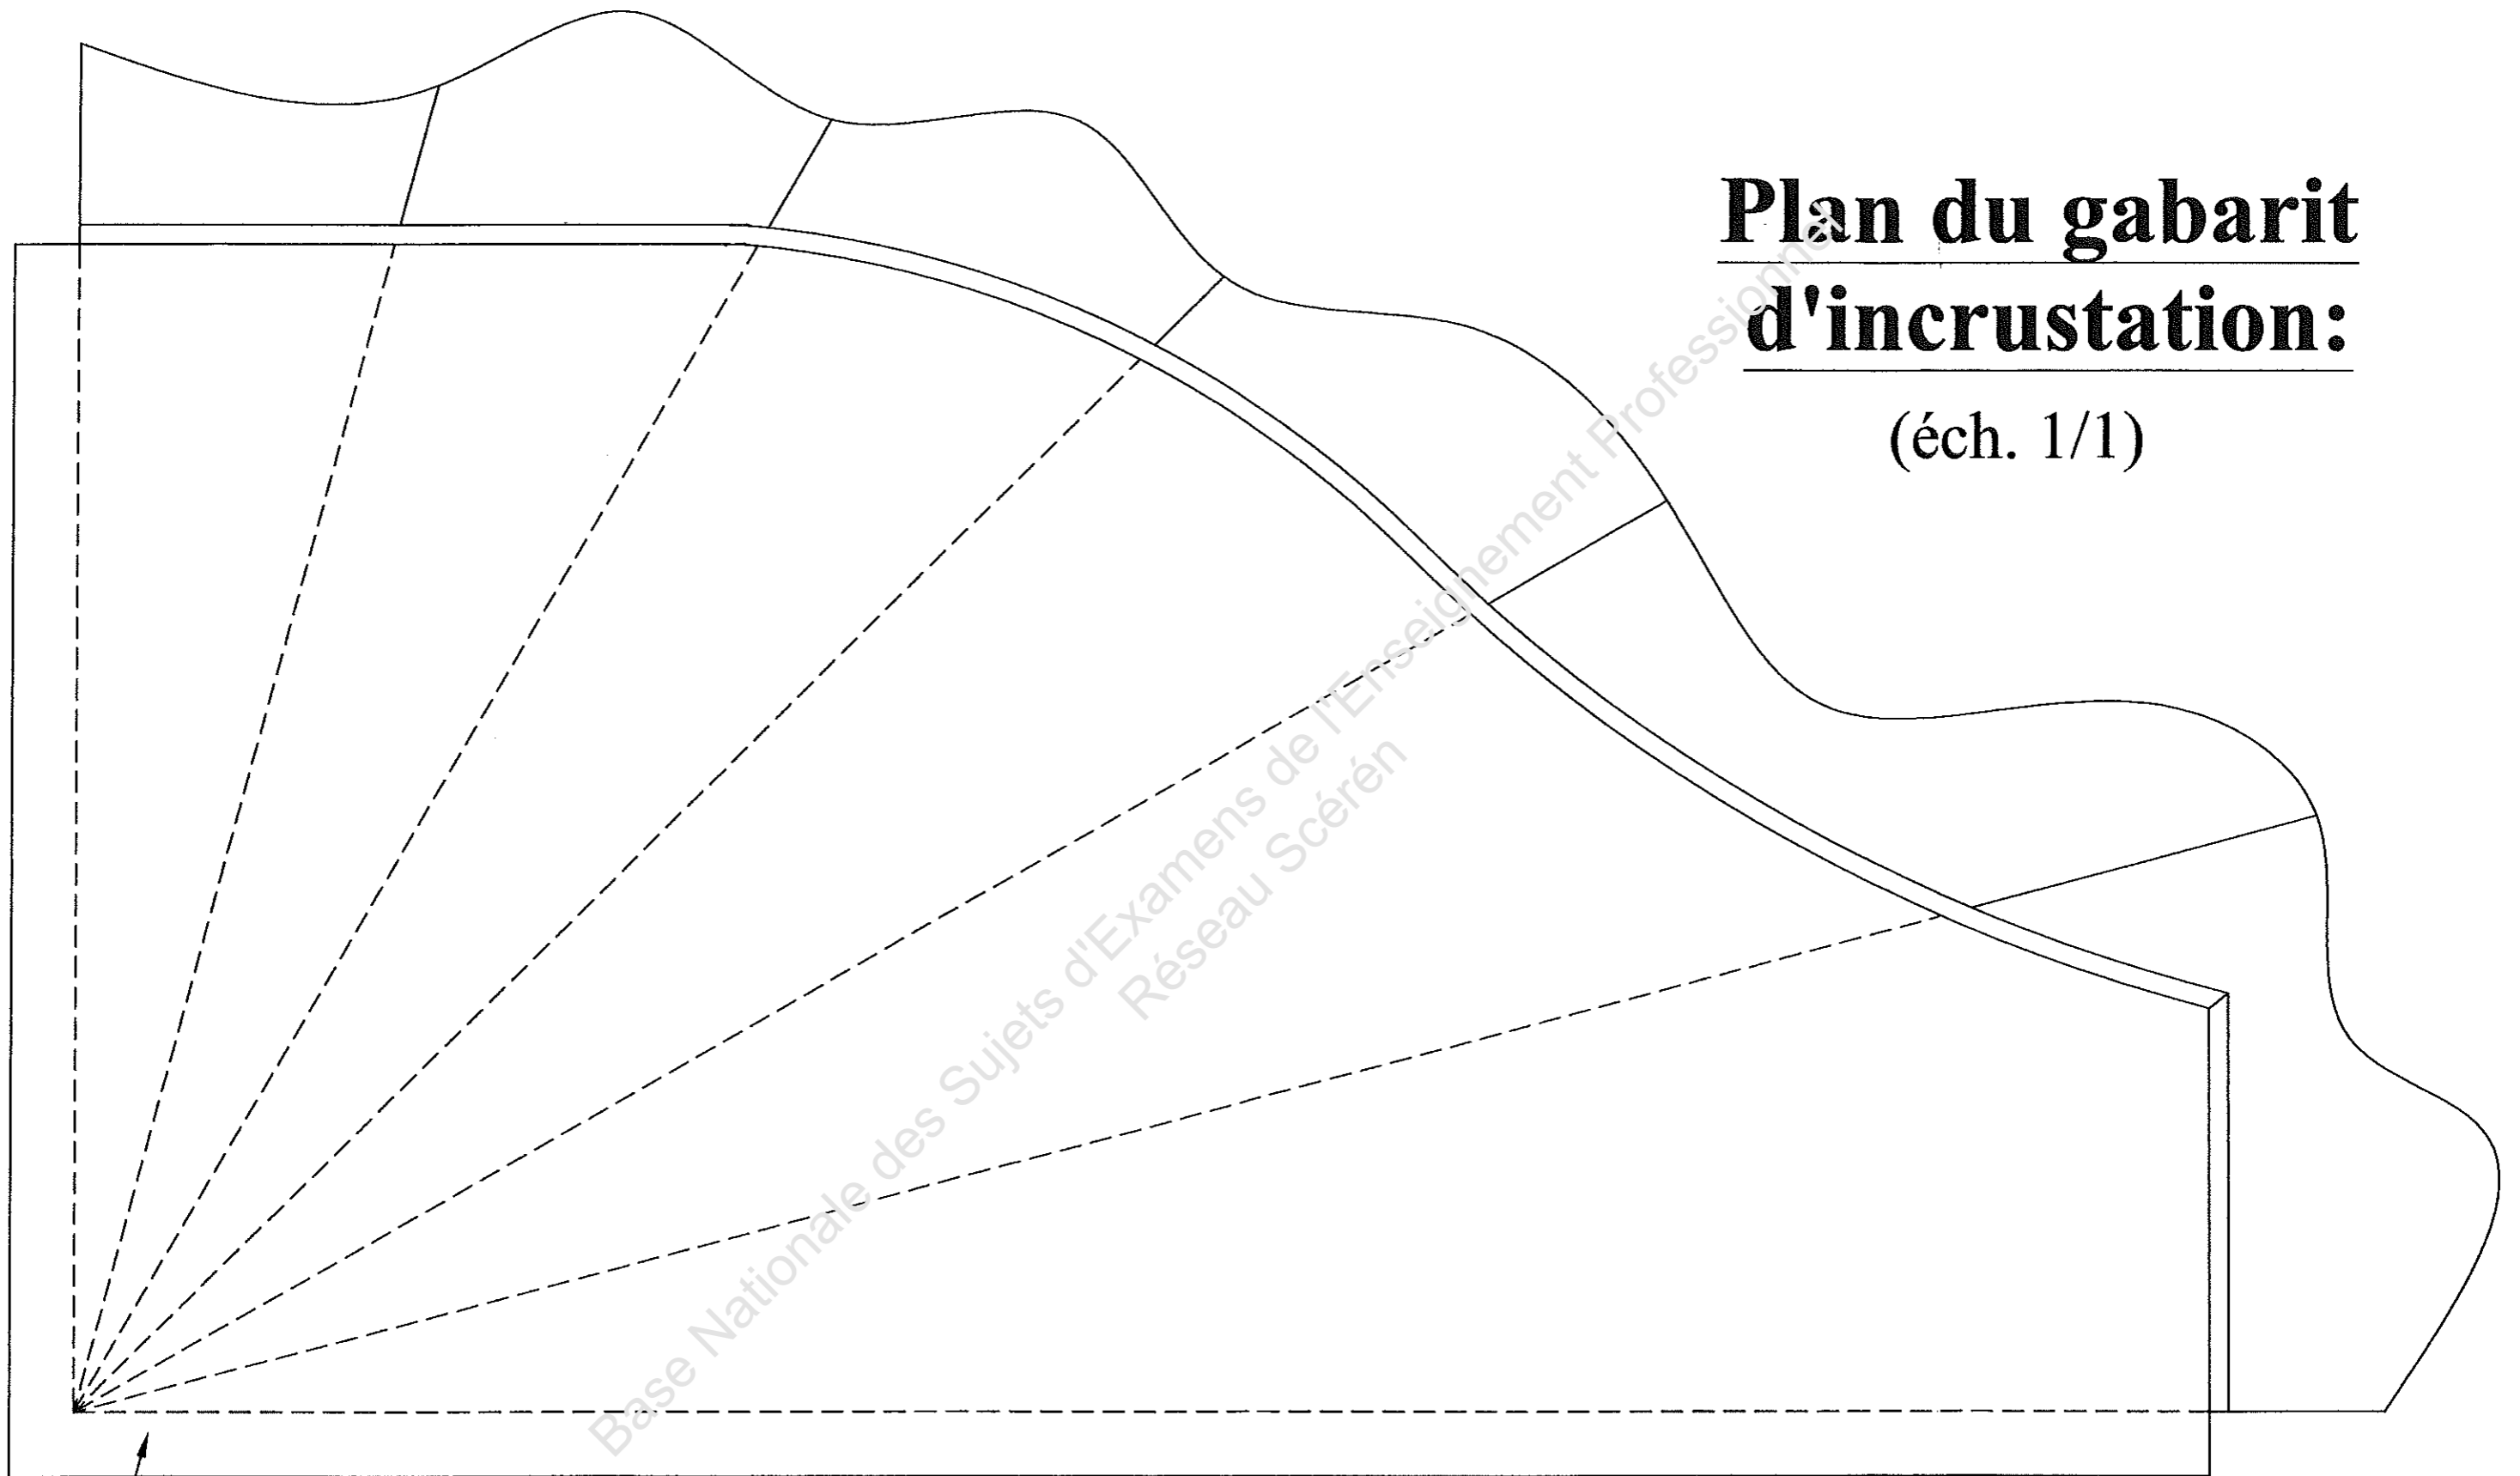 Plan du gabarit
d'incrustation:
(éch. 1/1)
Base Nationale des Sujets d'Examens de l'Enseignement Professionnel
Réseau Scérén